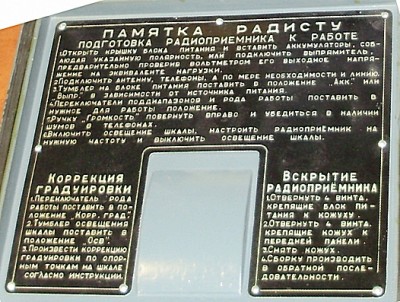 ПАМЯТКА РАДИСТУ
ПОДГОТОВКА РАДИОПРИЕМНИКА К РАБОТЕ
1.Открыто крышку блока питания и вставить аккумуляторы, соб-
людая указанную полярность, или подключить выпрямитель,
предварительно проверив вольтметром его выходное напря-
жение на эквиваленте нагрузки.
2.Подключить антенну, телефоны, а по мере необходимости и линию.
3.Тумблер на блоке питания поставить в положение „Акк" или
„Выпр." в зависимости от источника питания.
4.Переключатели поддиапазонов и рода работы поставить в
нужное для работы положение.
5.Ручку „Громкость" повернуть вправо и убедиться в наличии
шумов в телефонах.
6.Включить освещение шкалы, настроить радиоприемник на
нужную частоту и выключить освещение шкалы.
Коррекция
градуировки
1.Переключатель рода
работы поставить в по-
ложение „Корр.град."
2.Тумблер освещения
шкалы поставить в
положение „Осв".
3.Произвести коррекцию
градуировки по опор-
ным точкам на шкале
согласно инструкции.
Вскрытие
радиоприёмника
1.Отвернуть 4 винта,
крепящие блок пи-
тания к кожуху.
2.Отвернуть 4 винта,
крепящие кожух к
передней панели.
3.Снять кожух.
4.Сборку производить
в обратной последо-
вательности.